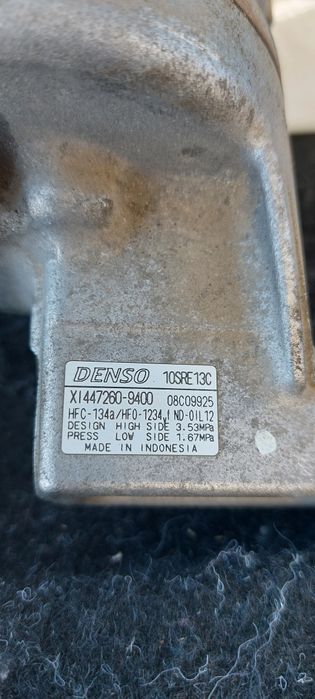 DENSO 10SRE13C
XI447260-9400 08C09925
HFC-134a/HFO-1234yf ND-OIL12
DESIGN HIGH SIDE 3.53MPa
PRESS LOW SIDE 1.67MPa
MADE IN INDONESIA